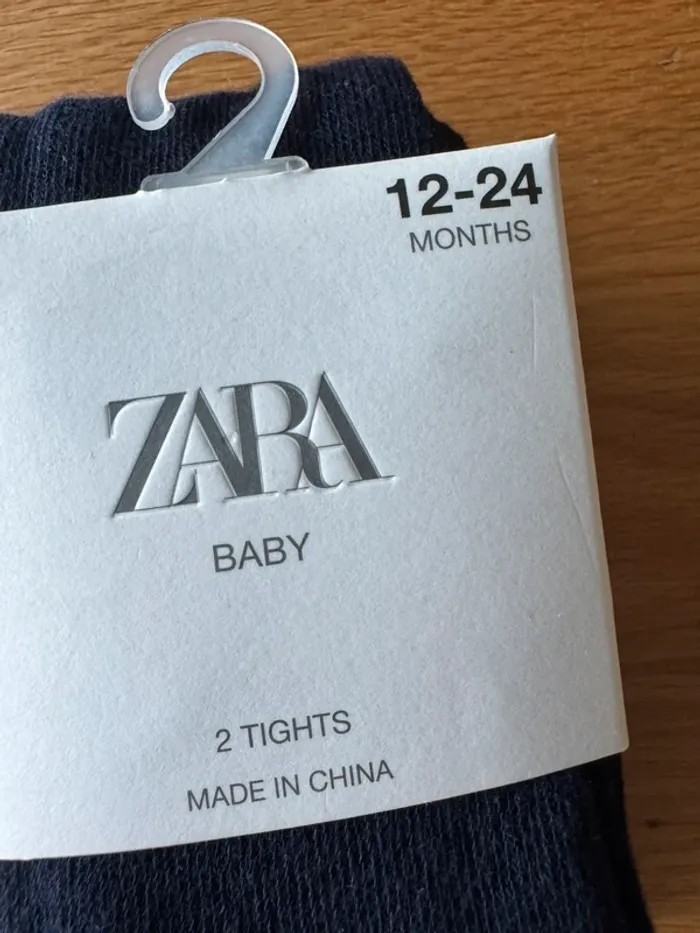 12-24
MONTHS
ZARA
BABY
2 TIGHTS
MADE IN CHINA